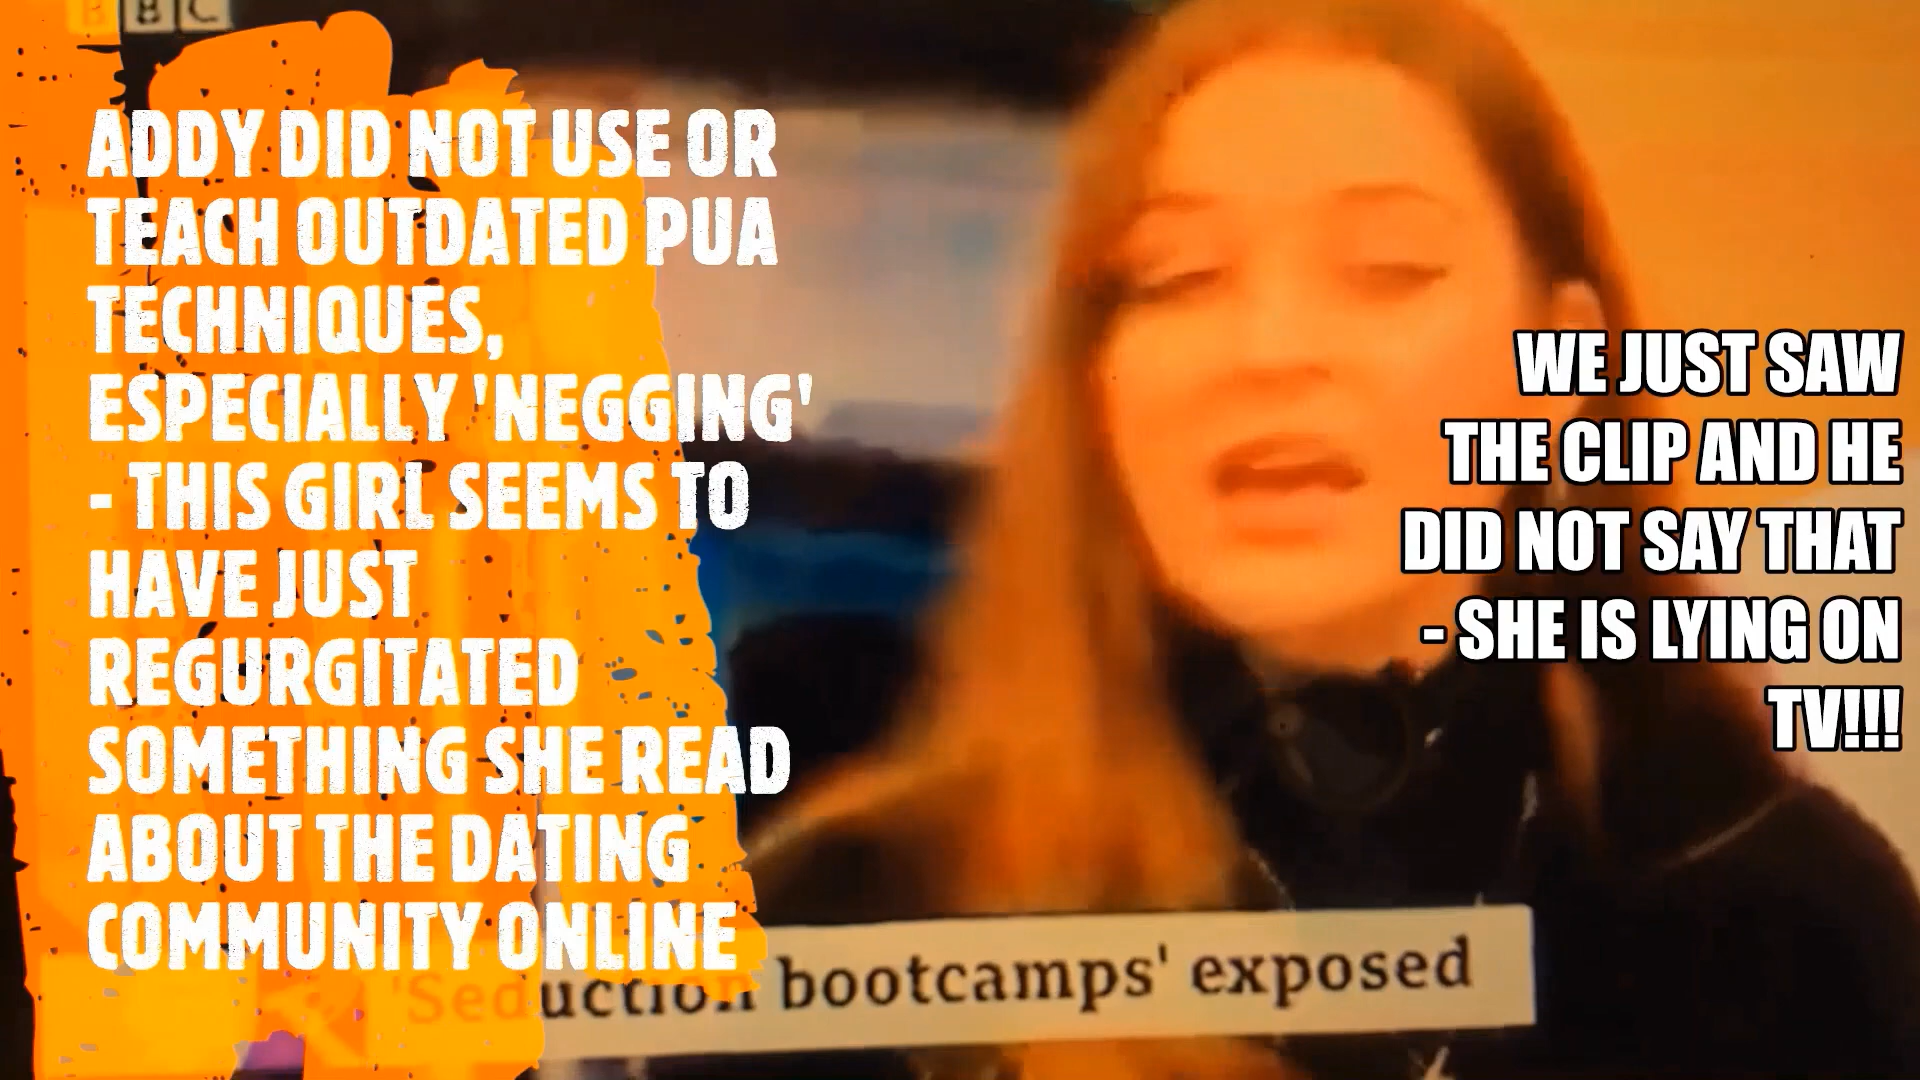 BBC
ADDY DID NOT USE OR
TEACH OUTDATED PUA
TECHNIQUES,
ESPECIALLY 'NEGGING'
- THIS GIRL SEEMS TO
HAVE JUST
REGURGITATED
SOMETHING SHE READ
ABOUT THE DATING
COMMUNITY ONLINE
WE JUST SAW
THE CLIP AND HE
DID NOT SAY THAT
- SHE IS LYING ON
TV!!!
'Seduction bootcamps' exposed